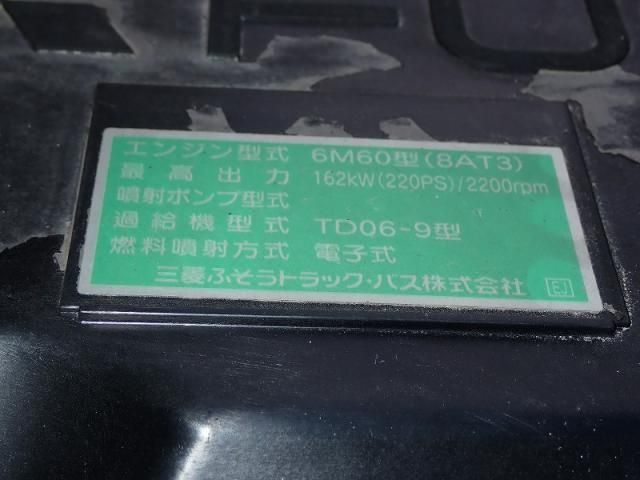 FU
エンジン型式 6M60型(8AT3)
最高出力 162kW(220PS)/2200rpm
噴射ポンプ型式
過給機型式 TD06-9型
燃料噴射方式 電子式
三菱ふそうトラック・バス株式会社 EJ